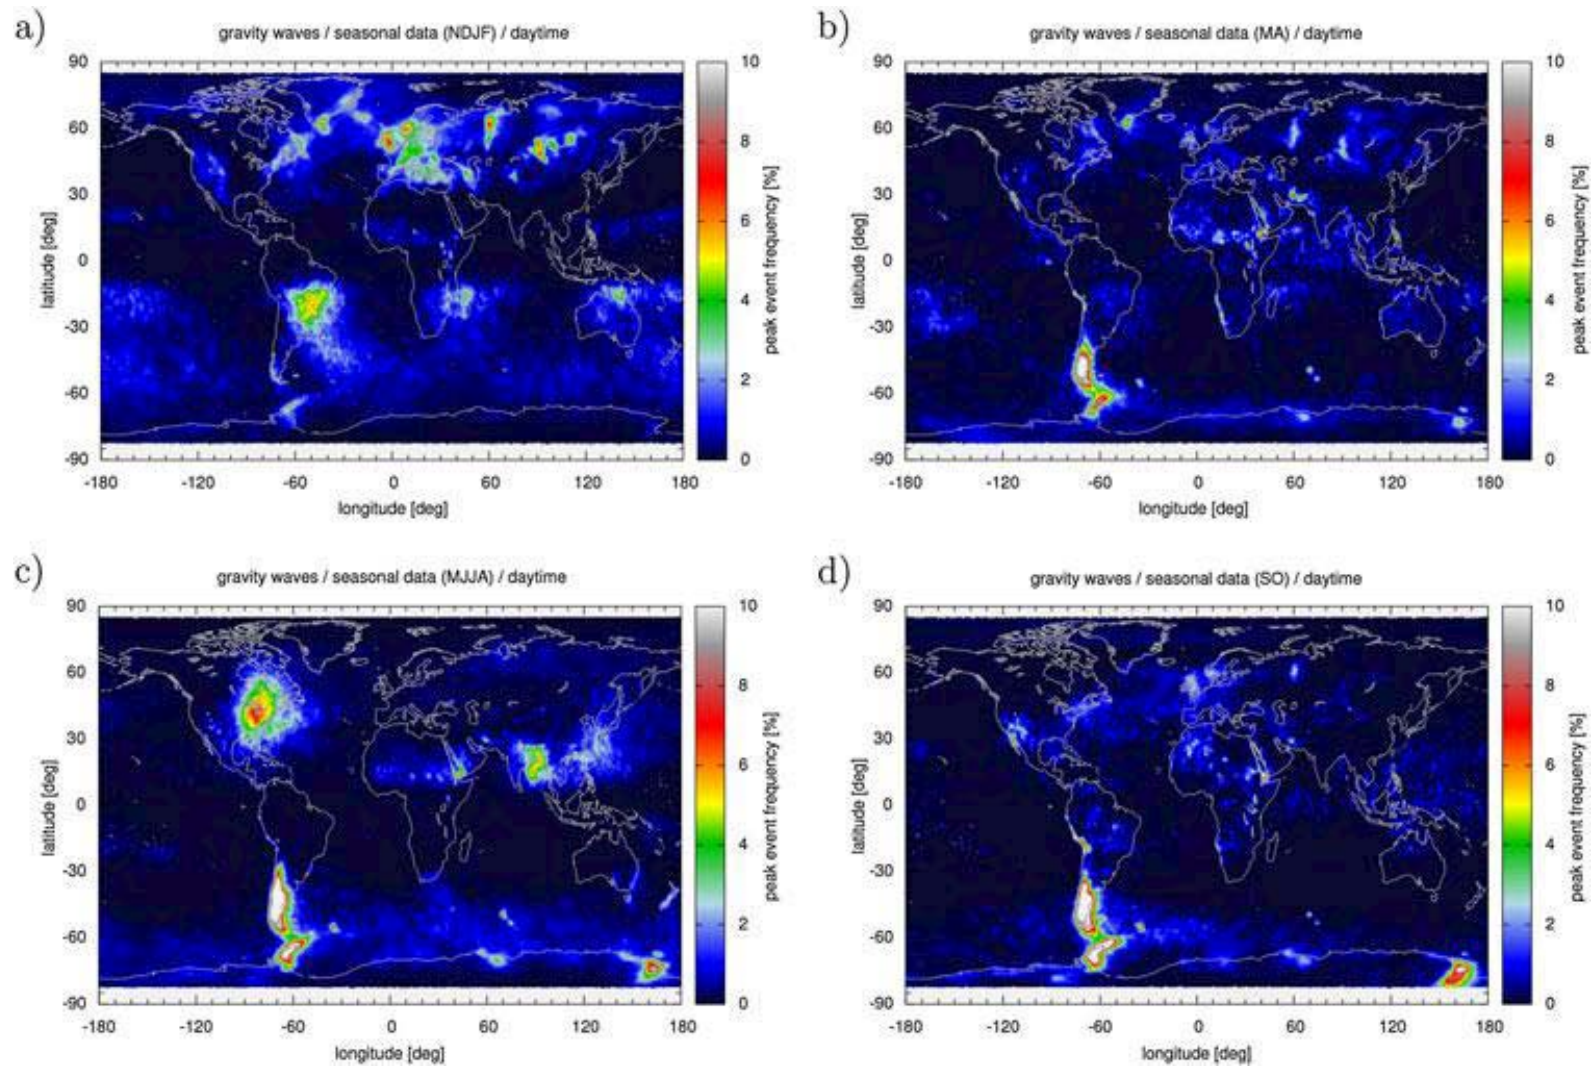 a)
gravity waves / seasonal data (NDJF) / daytime
90
60
30
0
-30
-60
-90
latitude [deg]
-180 -120 -60 0 60 120 180
longitude [deg]
10
8
6
4
2
0
peak event frequency [%]
b)
gravity waves / seasonal data (MA) / daytime
90
60
30
0
-30
-60
-90
latitude [deg]
-180 -120 -60 0 60 120 180
longitude [deg]
10
8
6
4
2
0
peak event frequency [%]
c)
gravity waves / seasonal data (MJJA) / daytime
90
60
30
0
-30
-60
-90
latitude [deg]
-180 -120 -60 0 60 120 180
longitude [deg]
10
8
6
4
2
0
peak event frequency [%]
d)
gravity waves / seasonal data (SO) / daytime
90
60
30
0
-30
-60
-90
latitude [deg]
-180 -120 -60 0 60 120 180
longitude [deg]
10
8
6
4
2
0
peak event frequency [%]